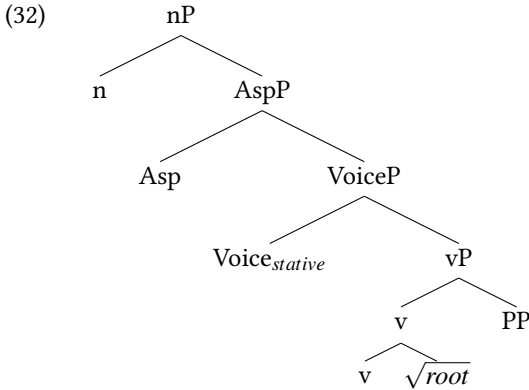 (32) nP
n AspP
Asp VoiceP
Voicestative vP
v PP
v √root